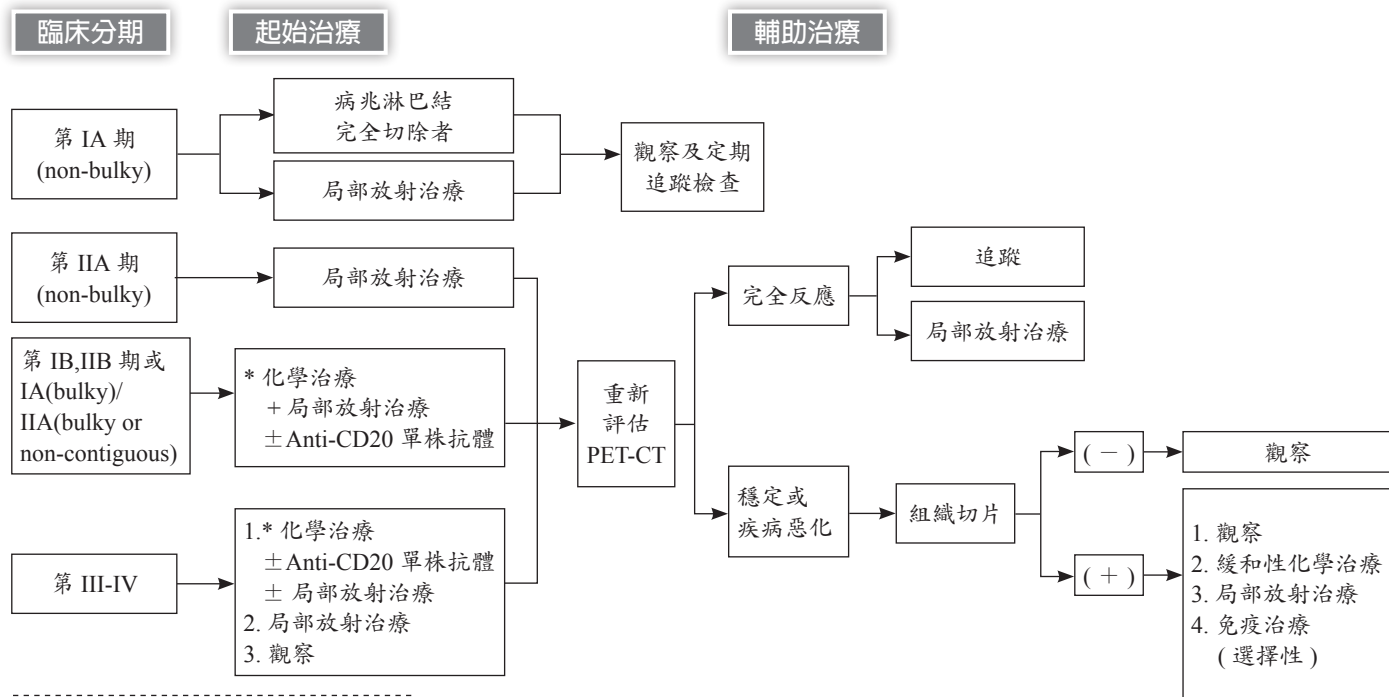 臨床分期
起始治療
輔助治療
第 IA 期
(non-bulky)
病兆淋巴結
完全切除者
局部放射治療
觀察及定期
追蹤檢查
第 IIA 期
(non-bulky)
局部放射治療
第 IB,IIB 期或
IA(bulky)/
IIA(bulky or
non-contiguous)
* 化學治療
+ 局部放射治療
±Anti-CD20 單株抗體
第 III-IV
1.* 化學治療
±Anti-CD20 單株抗體
± 局部放射治療
2. 局部放射治療
3. 觀察
重新
評估
PET-CT
完全反應
追蹤
局部放射治療
穩定或
疾病惡化
組織切片
( − )
觀察
( + )
1. 觀察
2. 緩和性化學治療
3. 局部放射治療
4. 免疫治療
( 選擇性 )